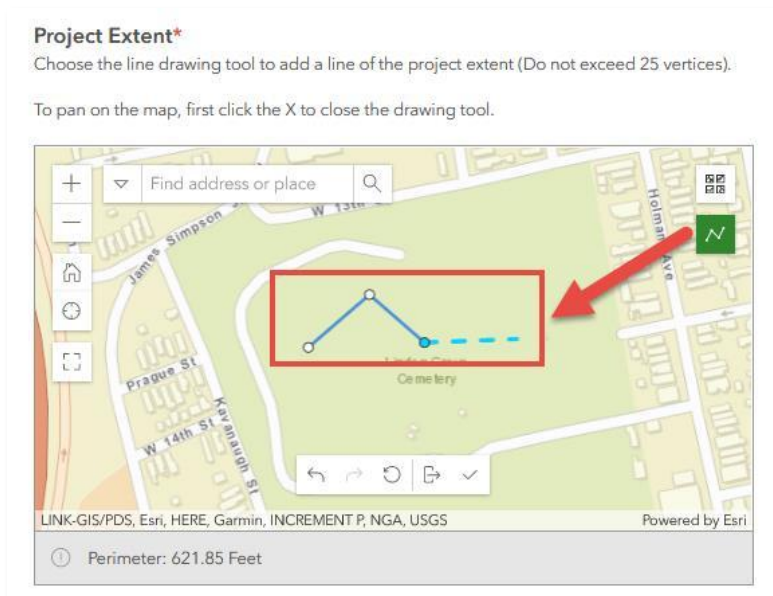 Project Extent*
Choose the line drawing tool to add a line of the project extent (Do not exceed 25 vertices).
To pan on the map, first click the X to close the drawing tool.
Find address or place
W 13th
James Simpson
Holman Ave
Prague St
Cemetery
W 14th St
Kavanaugh St
LINK-GIS/PDS, Esri, HERE, Garmin, INCREMENT P, NGA, USGS
Powered by Esri
Perimeter: 621.85 Feet